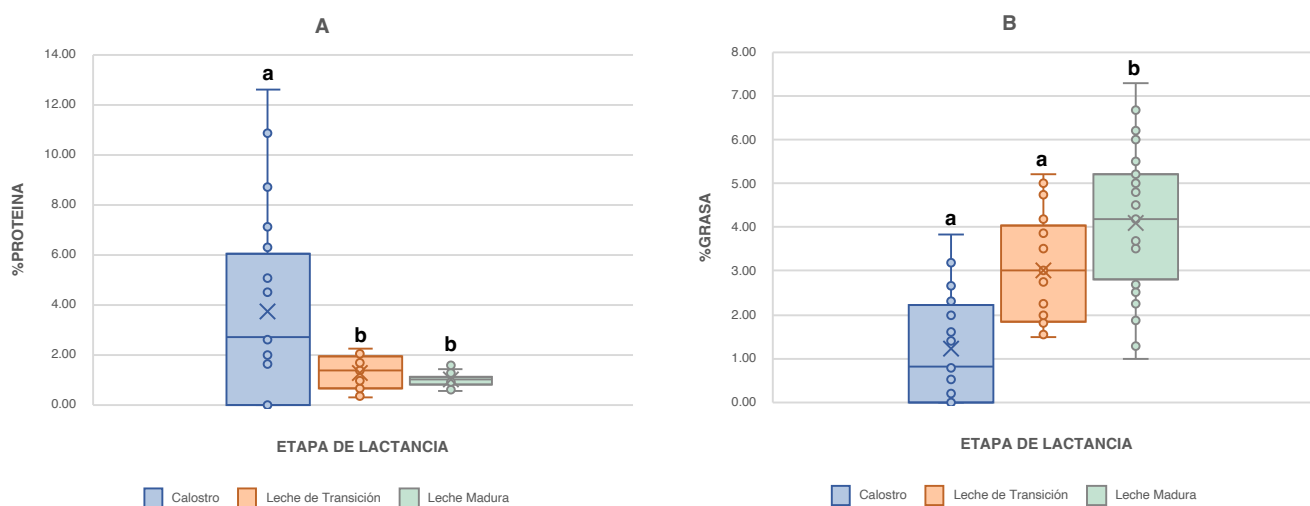 A
14.00
12.00
10.00
8.00
6.00
4.00
2.00
0.00
%PROTEINA
a
b
b
ETAPA DE LACTANCIA
Calostro
Leche de Transición
Leche Madura
B
8.00
7.00
6.00
5.00
4.00
3.00
2.00
1.00
0.00
%GRASA
a
a
b
ETAPA DE LACTANCIA
Calostro
Leche de Transición
Leche Madura